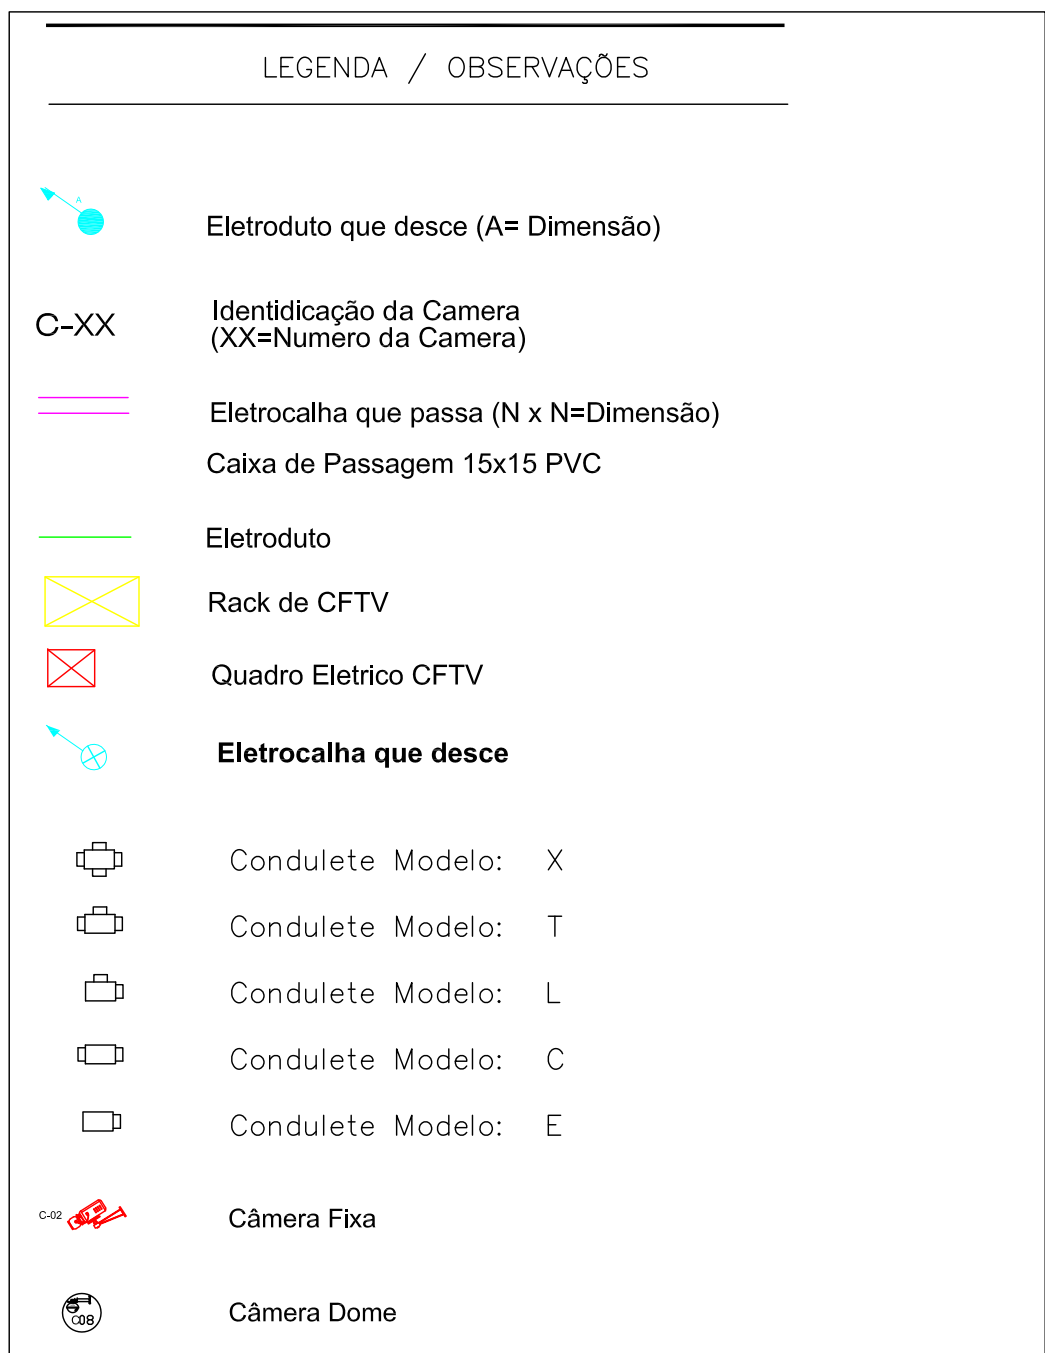 LEGENDA / OBSERVAÇÕES
A
Eletroduto que desce (A= Dimensão)
C-XX
Identidicação da Camera
(XX=Numero da Camera)
Eletrocalha que passa (N x N=Dimensão)
Caixa de Passagem 15x15 PVC
Eletroduto
Rack de CFTV
Quadro Eletrico CFTV
Eletrocalha que desce
Condulete Modelo: X
Condulete Modelo: T
Condulete Modelo: L
Condulete Modelo: C
Condulete Modelo: E
C-02
Câmera Fixa
C08
Câmera Dome